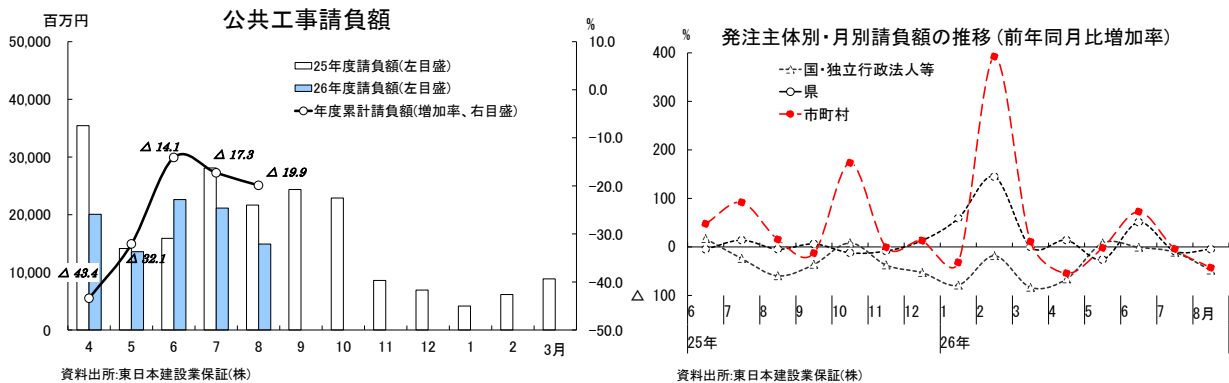 公共工事請負額
百万円
%
50,000
40,000
30,000
20,000
10,000
0
10.0
0.0
-10.0
-20.0
-30.0
-40.0
-50.0
25年度請負額(左目盛)
26年度請負額(左目盛)
年度累計請負額(増加率、右目盛)
△ 43.4
△ 32.1
△ 14.1
△ 17.3
△ 19.9
4 5 6 7 8 9 10 11 12 1 2 3月
資料出所:東日本建設業保証(株)
発注主体別・月別請負額の推移 (前年同月比増加率)
%
400
300
200
100
0
△ 100
国・独立行政法人等
県
市町村
6 7 8 9 10 11 12 1 2 3 4 5 6 7 8月
25年 26年
資料出所:東日本建設業保証(株)